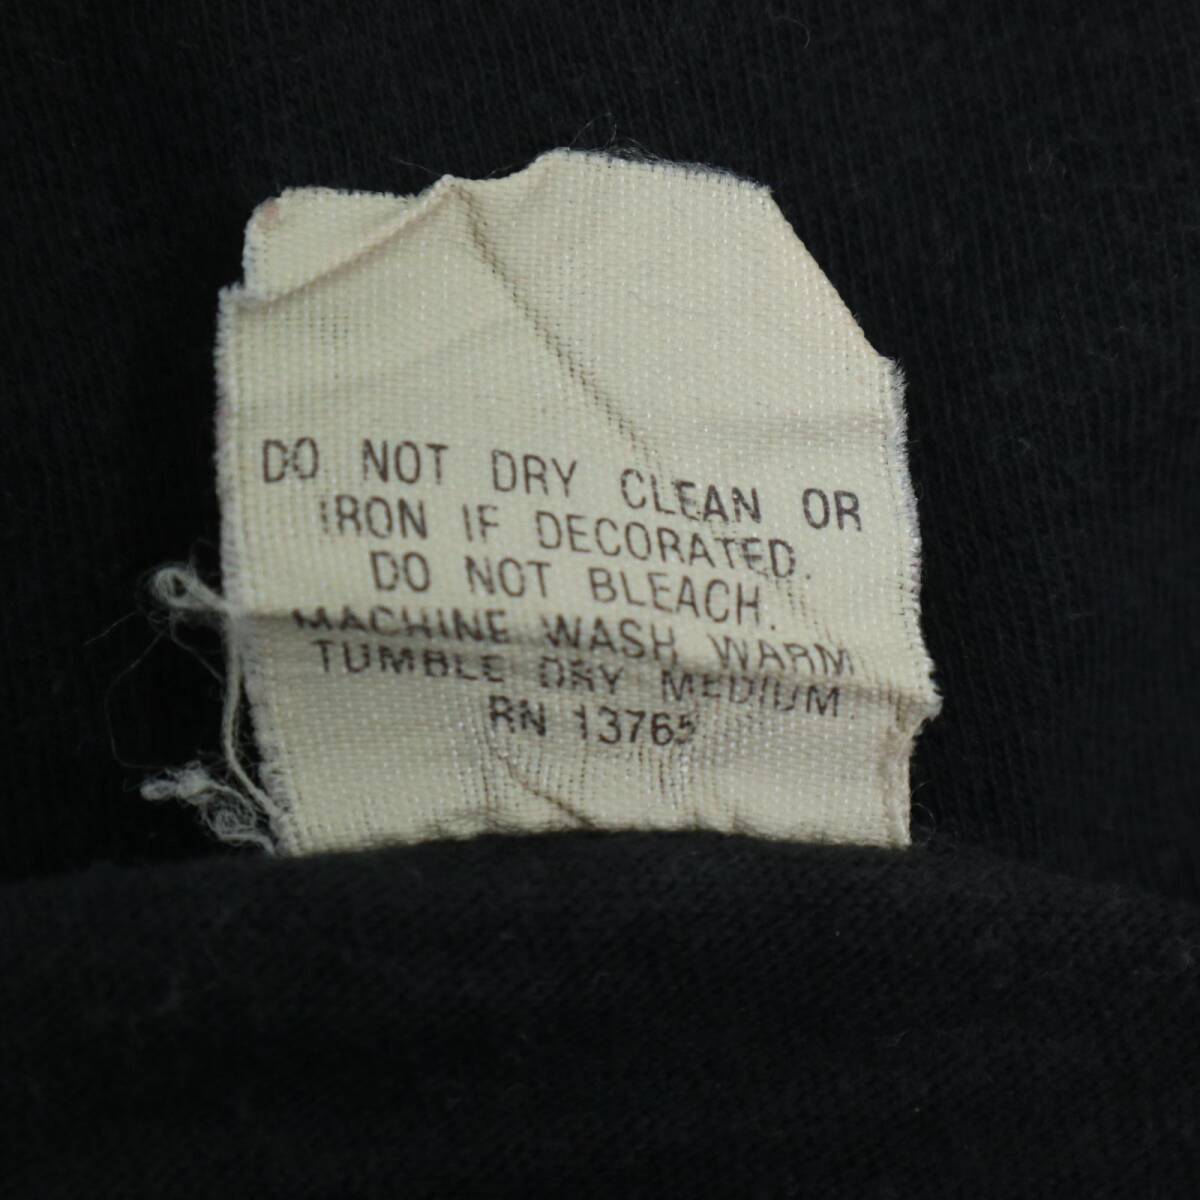 DO NOT DRY CLEAN OR
IRON IF DECORATED.
DO NOT BLEACH.
MACHINE WASH WARM
TUMBLE DRY MEDIUM.
RN 13765